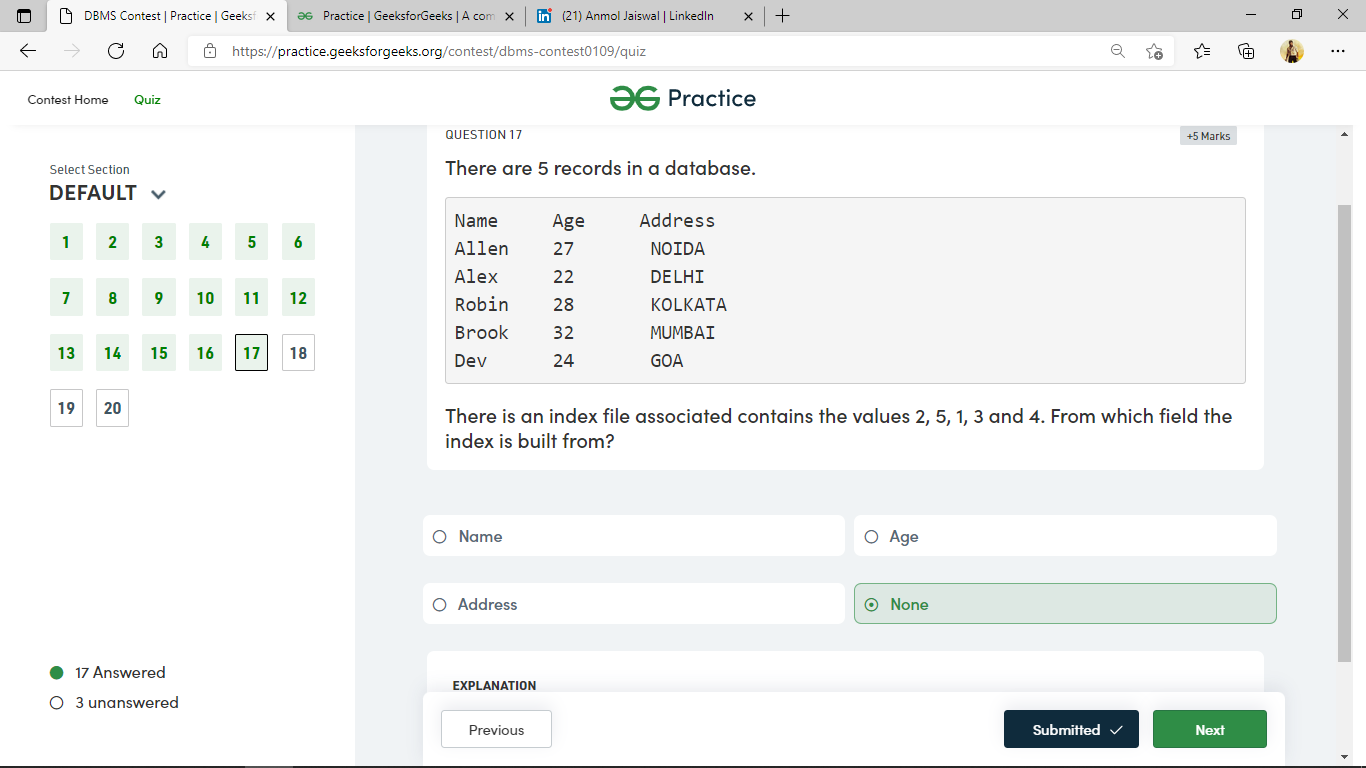 DBMS Contest | Practice | Geeksf
Practice | GeeksforGeeks | A com
(21) Anmol Jaiswal | LinkedIn
https://practice.geeksforgeeks.org/contest/dbms-contest0109/quiz
Contest Home Quiz
Practice
QUESTION 17
+5 Marks
There are 5 records in a database.
Name Age Address
Allen 27 NOIDA
Alex 22 DELHI
Robin 28 KOLKATA
Brook 32 MUMBAI
Dev 24 GOA
There is an index file associated contains the values 2, 5, 1, 3 and 4. From which field the
index is built from?
Name
Age
Address
None
EXPLANATION
Previous
Submitted
Next
Select Section
DEFAULT
1 2 3 4 5 6
7 8 9 10 11 12
13 14 15 16 17 18
19 20
17 Answered
3 unanswered